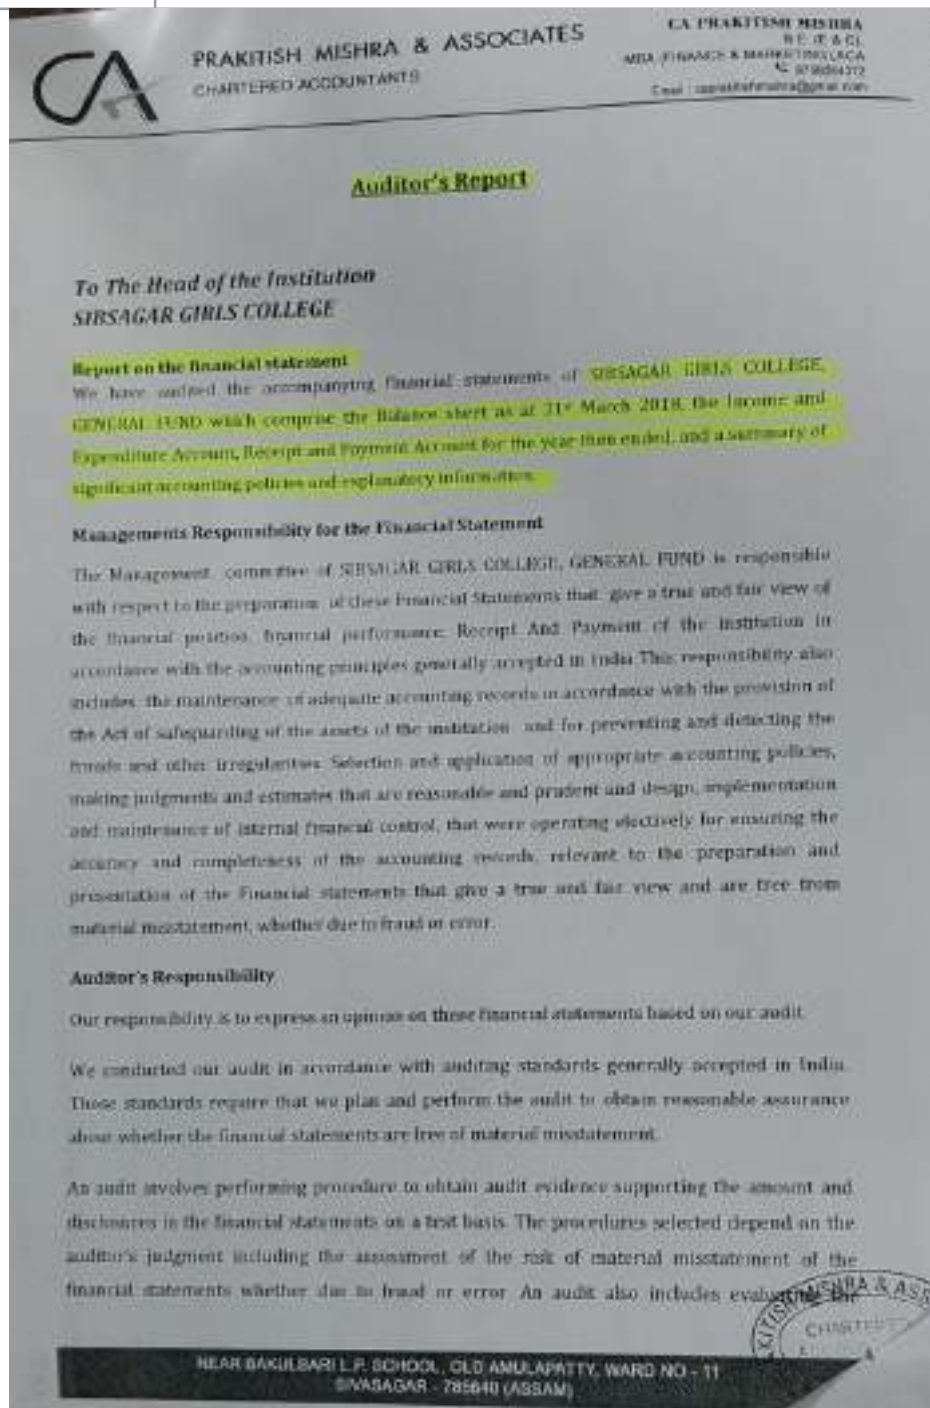 CA
PRAKITISH MISHRA & ASSOCIATES
CHARTERED ACCOUNTANTS
CA PRAKITISH MISHRA
B.E. (E & C),
MBA (FINANCE & MARKETING), ACA
Email :
Auditor's Report
To The Head of the Institution
SIBSAGAR GIRLS COLLEGE
Report on the financial statement
We have audited the accompanying financial statements of SIBSAGAR GIRLS COLLEGE,
GENERAL FUND which comprise the Balance sheet as at 31st March 2018, the Income and
Expenditure Account, Receipt and Payment Account for the year then ended, and a summary of
significant accounting policies and explanatory information.
Managements Responsibility for the Financial Statement
The Management committee of SIBSAGAR GIRLS COLLEGE, GENERAL FUND is responsible
with respect to the preparation of these Financial Statements that give a true and fair view of
the financial position, financial performance, Receipt And Payment of the institution in
accordance with the accounting principles generally accepted in India This responsibility also
includes the maintenance of adequate accounting records in accordance with the provision of
the Act of safeguarding of the assets of the institution and for preventing and detecting the
frauds and other irregularities. Selection and application of appropriate accounting policies,
making judgments and estimates that are reasonable and prudent and design, implementation
and maintenance of internal financial control, that were operating electively for ensuring the
accuracy and completeness of the accounting records, relevant to the preparation and
presentation of the Financial statements that give a true and fair view and are free from
material misstatement, whether due to fraud or error.
Auditor's Responsibility
Our responsibility is to express an opinion on these financial statements based on our audit
We conducted our audit in accordance with auditing standards generally accepted in India.
Those standards require that we plan and perform the audit to obtain reasonable assurance
about whether the financial statements are free of material misstatement.
An audit involves performing procedure to obtain audit evidence supporting the amount and
disclosures in the financial statements on a test basis. The procedures selected depend on the
auditor's judgment including the assessment of the risk of material misstatement of the
financial statements whether due to fraud or error. An audit also includes evaluating the
KITISH MISHRA & ASS
CHARTERED
NEAR BAKULBARI L.P. SCHOOL, OLD AMULAPATTY, WARD NO - 11
SIVASAGAR - 785640 (ASSAM)